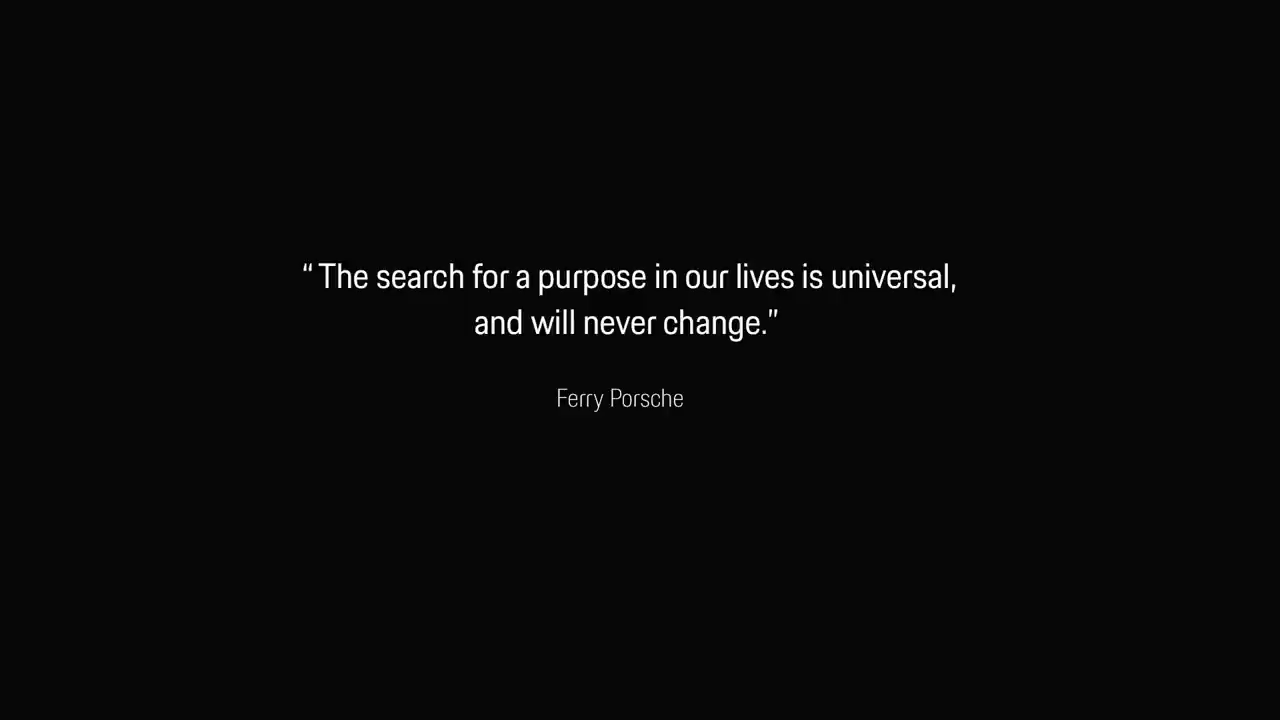 “ The search for a purpose in our lives is universal,
and will never change.”
Ferry Porsche